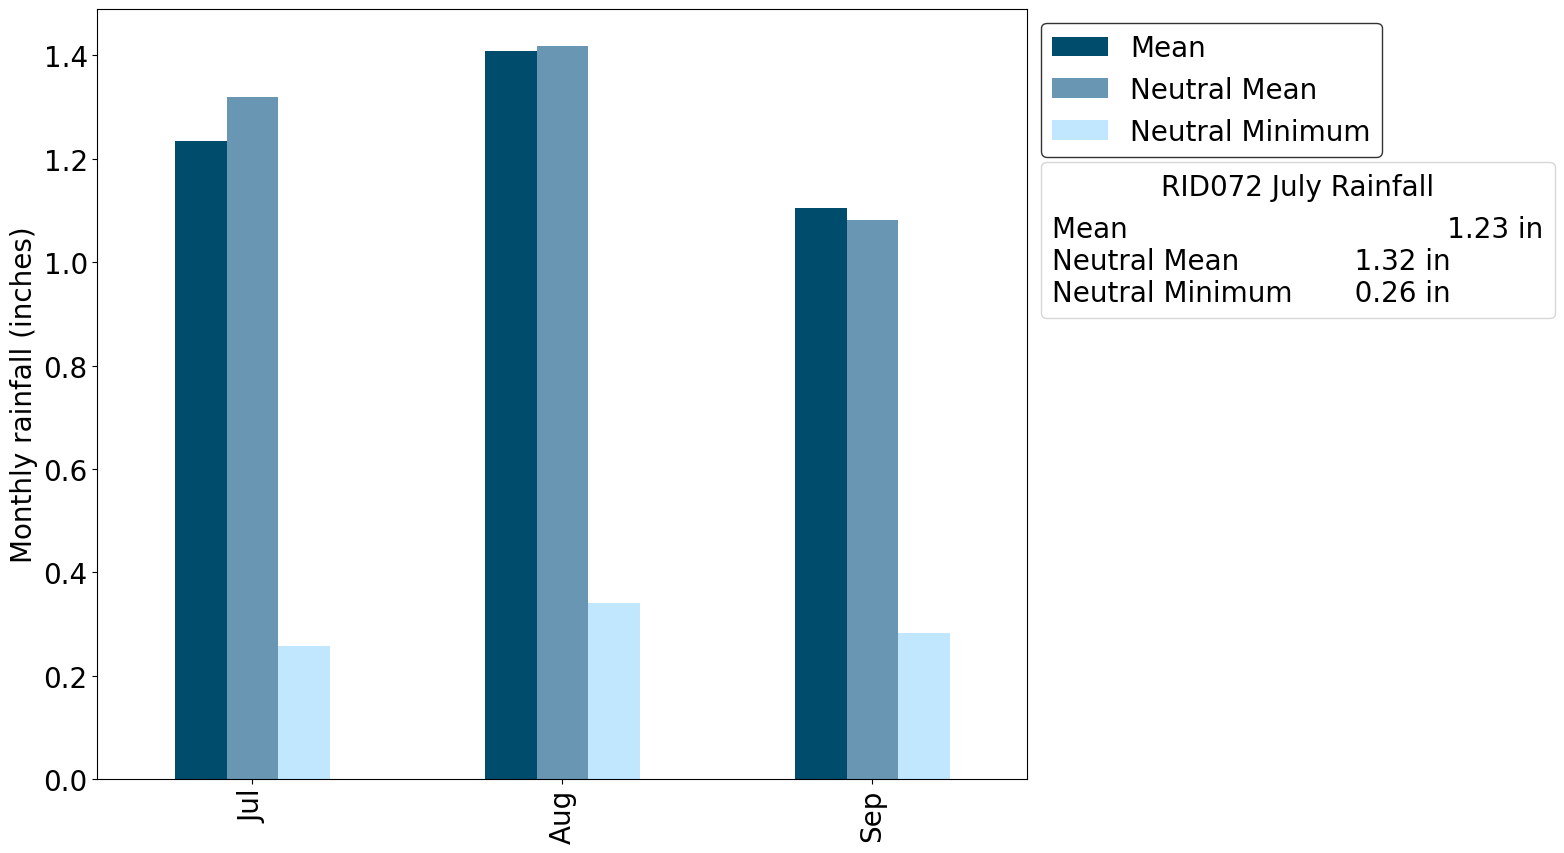 Monthly rainfall (inches)
1.4
1.2
1.0
0.8
0.6
0.4
0.2
0.0
Jul
Aug
Sep
Mean
Neutral Mean
Neutral Minimum
RID072 July Rainfall
Mean 1.23 in
Neutral Mean 1.32 in
Neutral Minimum 0.26 in